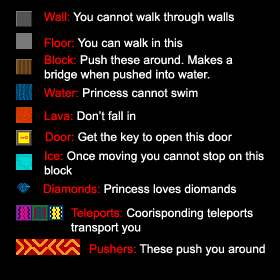 Wall: You cannot walk through walls
Floor: You can walk in this
Block: Push these around. Makes a
bridge when pushed into water.
Water: Princess cannot swim
Lava: Don't fall in
Door: Get the key to open this door
Ice: Once moving you cannot stop on this
block
Diamonds: Princess loves diomands
Teleports: Coorisponding teleports
transport you
Pushers: These push you around